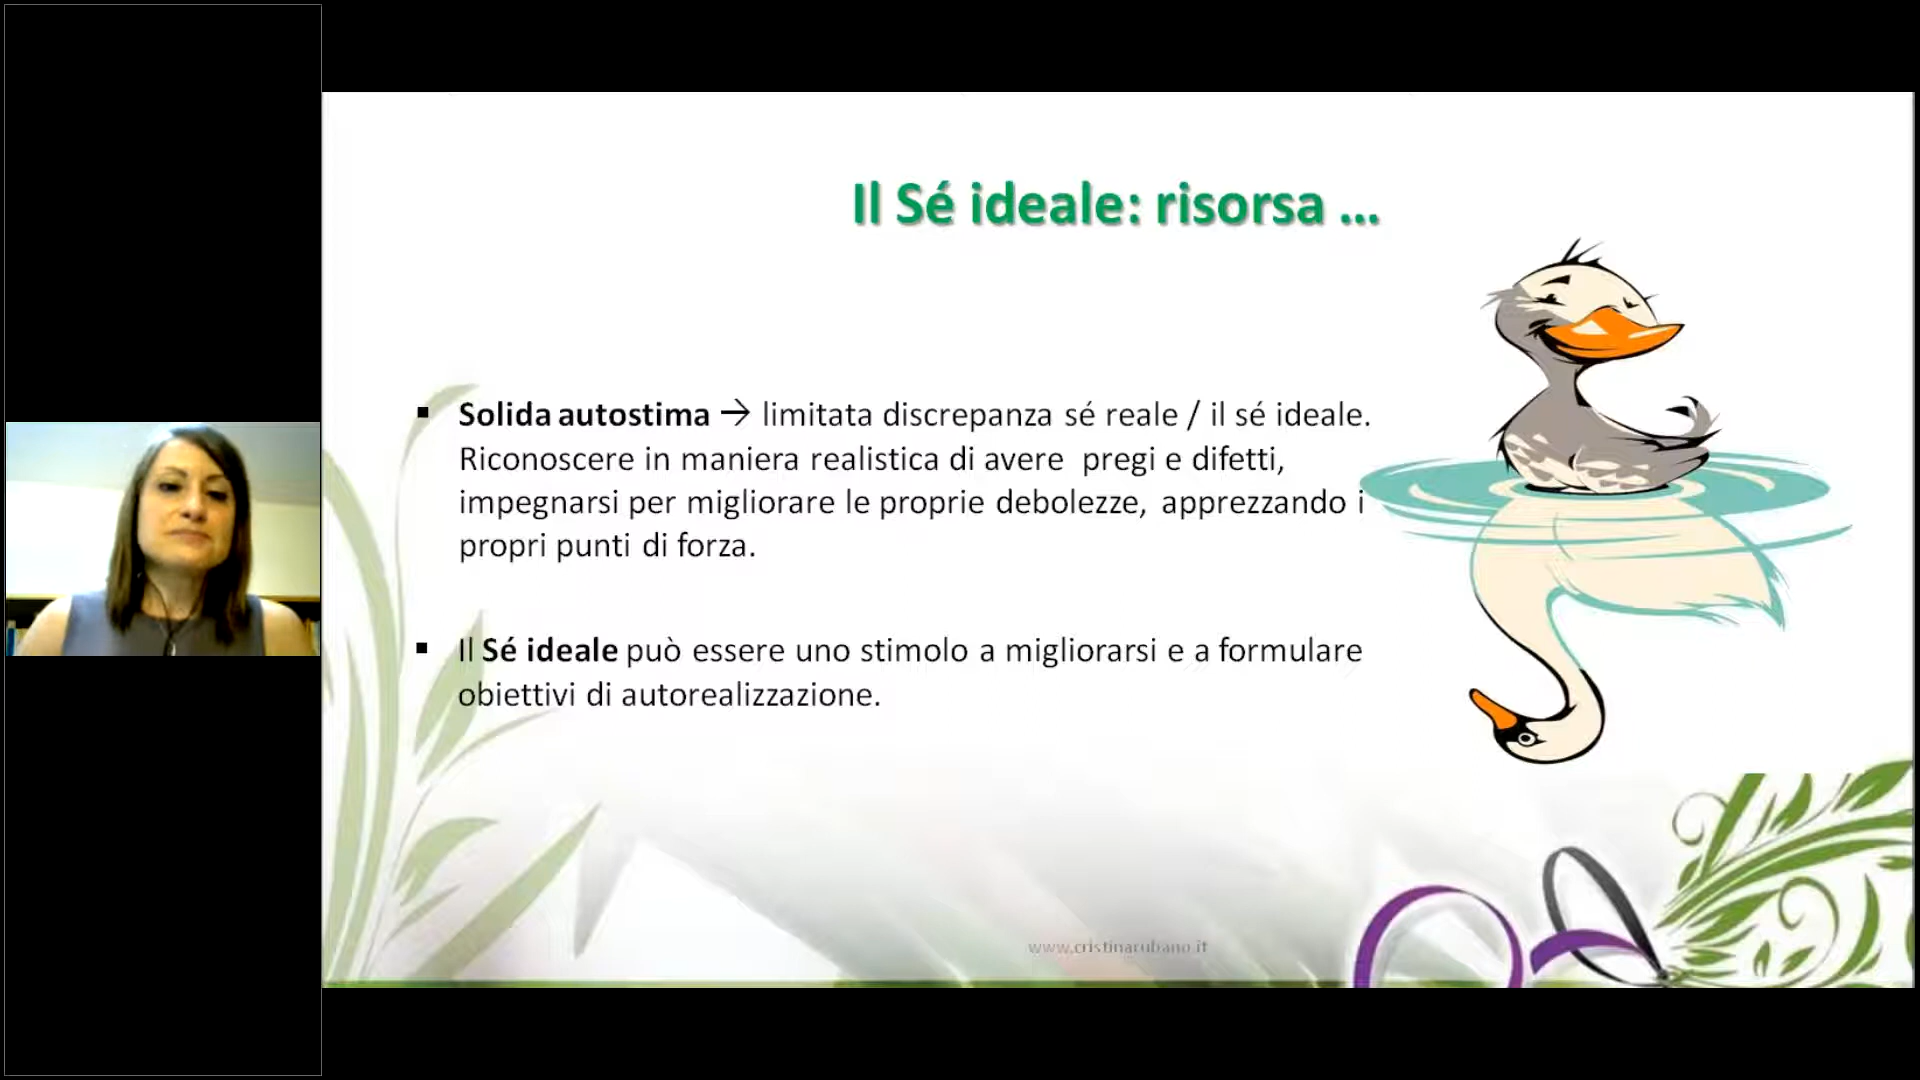 Il Sé ideale: risorsa ...
▪ Solida autostima → limitata discrepanza sé reale / il sé ideale.
Riconoscere in maniera realistica di avere pregi e difetti,
impegnarsi per migliorare le proprie debolezze, apprezzando i
propri punti di forza.
▪ Il Sé ideale può essere uno stimolo a migliorarsi e a formulare
obiettivi di autorealizzazione.
www.cristinarubano.it